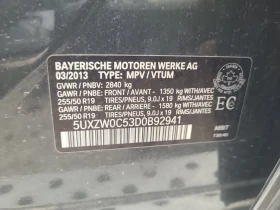 BAYERISCHE MOTOREN WERKE AG
03/2013 TYPE: MPV / VTUM
GVWR / PNBV: 2840 kg
GAWR / PNBE: FRONT / AVANT - 1350 kg WITH/AVEC
255/50 R19 TIRES/PNEUS, 9.0J x 19 RIMS/JANTES
GAWR / PNBE: REAR / ARRIERE - 1580 kg WITH/AVEC
255/50 R19 TIRES/PNEUS, 9.0J x 19 RIMS/JANTES
5UXZW0C53D0B92941
EC